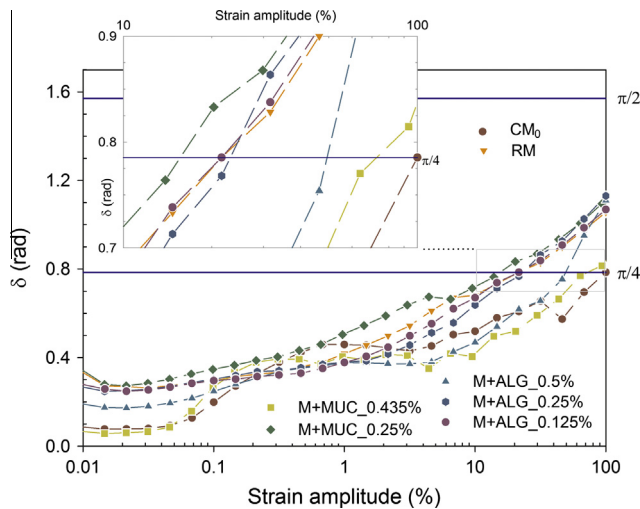 Strain amplitude (%)
10 100
0.9
0.8
0.7
δ (rad)
π/4
1.6
1.2
0.8
0.4
0.0
δ (rad)
π/2
π/4
CM₀
RM
M+MUC_0.435%
M+MUC_0.25%
M+ALG_0.5%
M+ALG_0.25%
M+ALG_0.125%
0.01 0.1 1 10 100
Strain amplitude (%)